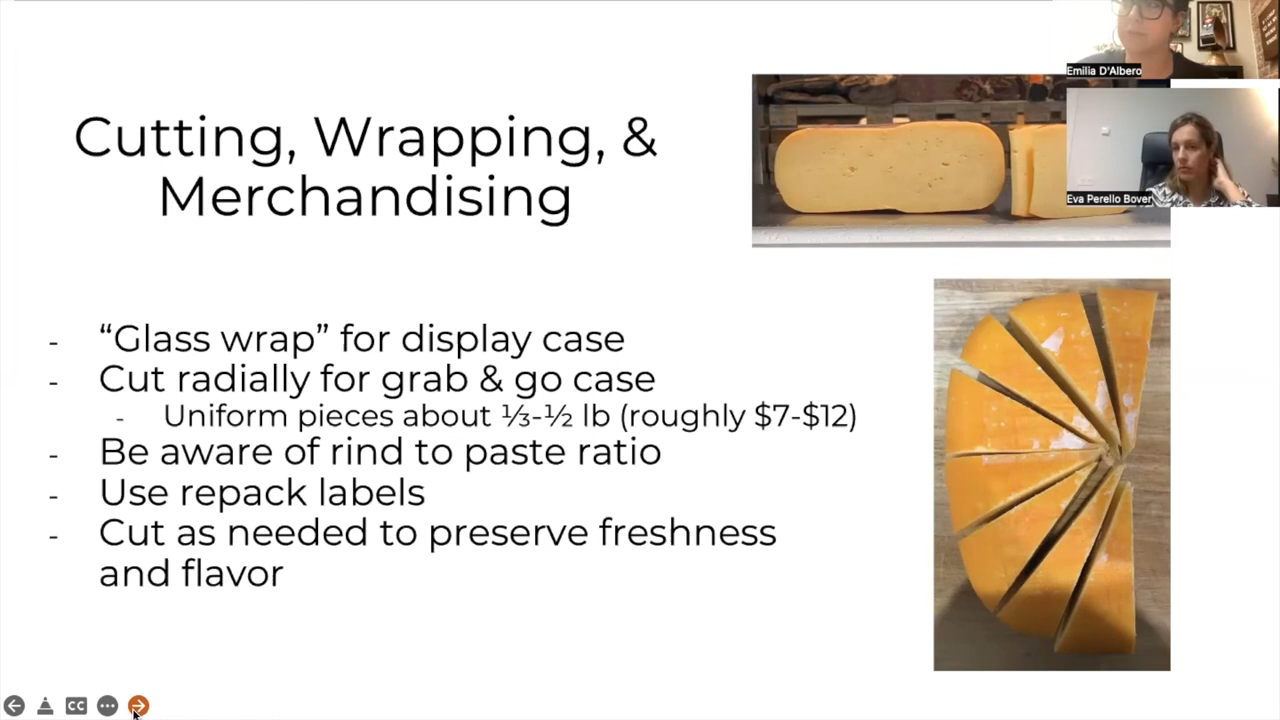 Cutting, Wrapping, &
Merchandising
- “Glass wrap” for display case
- Cut radially for grab & go case
- Uniform pieces about ⅓-½ lb (roughly $7-$12)
- Be aware of rind to paste ratio
- Use repack labels
- Cut as needed to preserve freshness
and flavor
Emilia D'Albero
Eva Perello Bover
CC